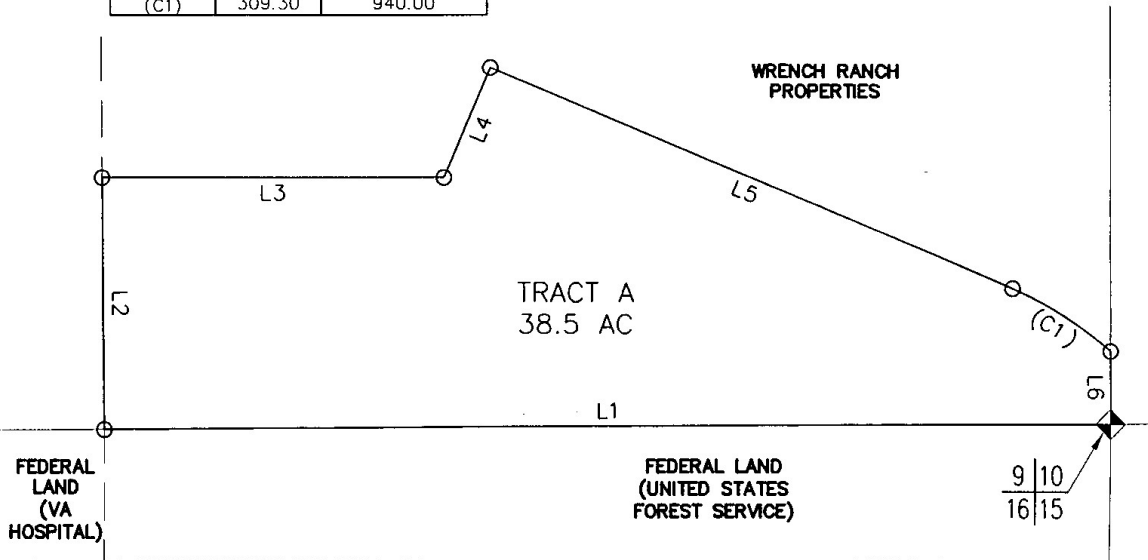 (C1) 309.30 940.00
WRENCH RANCH
PROPERTIES
L4
L3
L5
L2
TRACT A
38.5 AC
(C1)
L6
L1
FEDERAL
LAND
(VA
HOSPITAL)
FEDERAL LAND
(UNITED STATES
FOREST SERVICE)
9 10
16 15